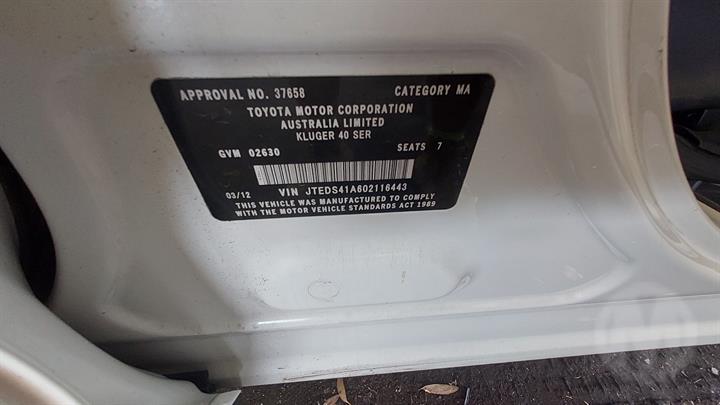 APPROVAL NO. 37658 CATEGORY MA
TOYOTA MOTOR CORPORATION
AUSTRALIA LIMITED
KLUGER 40 SER
GVM 02630 SEATS 7
03/12 VIN JTEDS41A602116443
THIS VEHICLE WAS MANUFACTURED TO COMPLY
WITH THE MOTOR VEHICLE STANDARDS ACT 1989